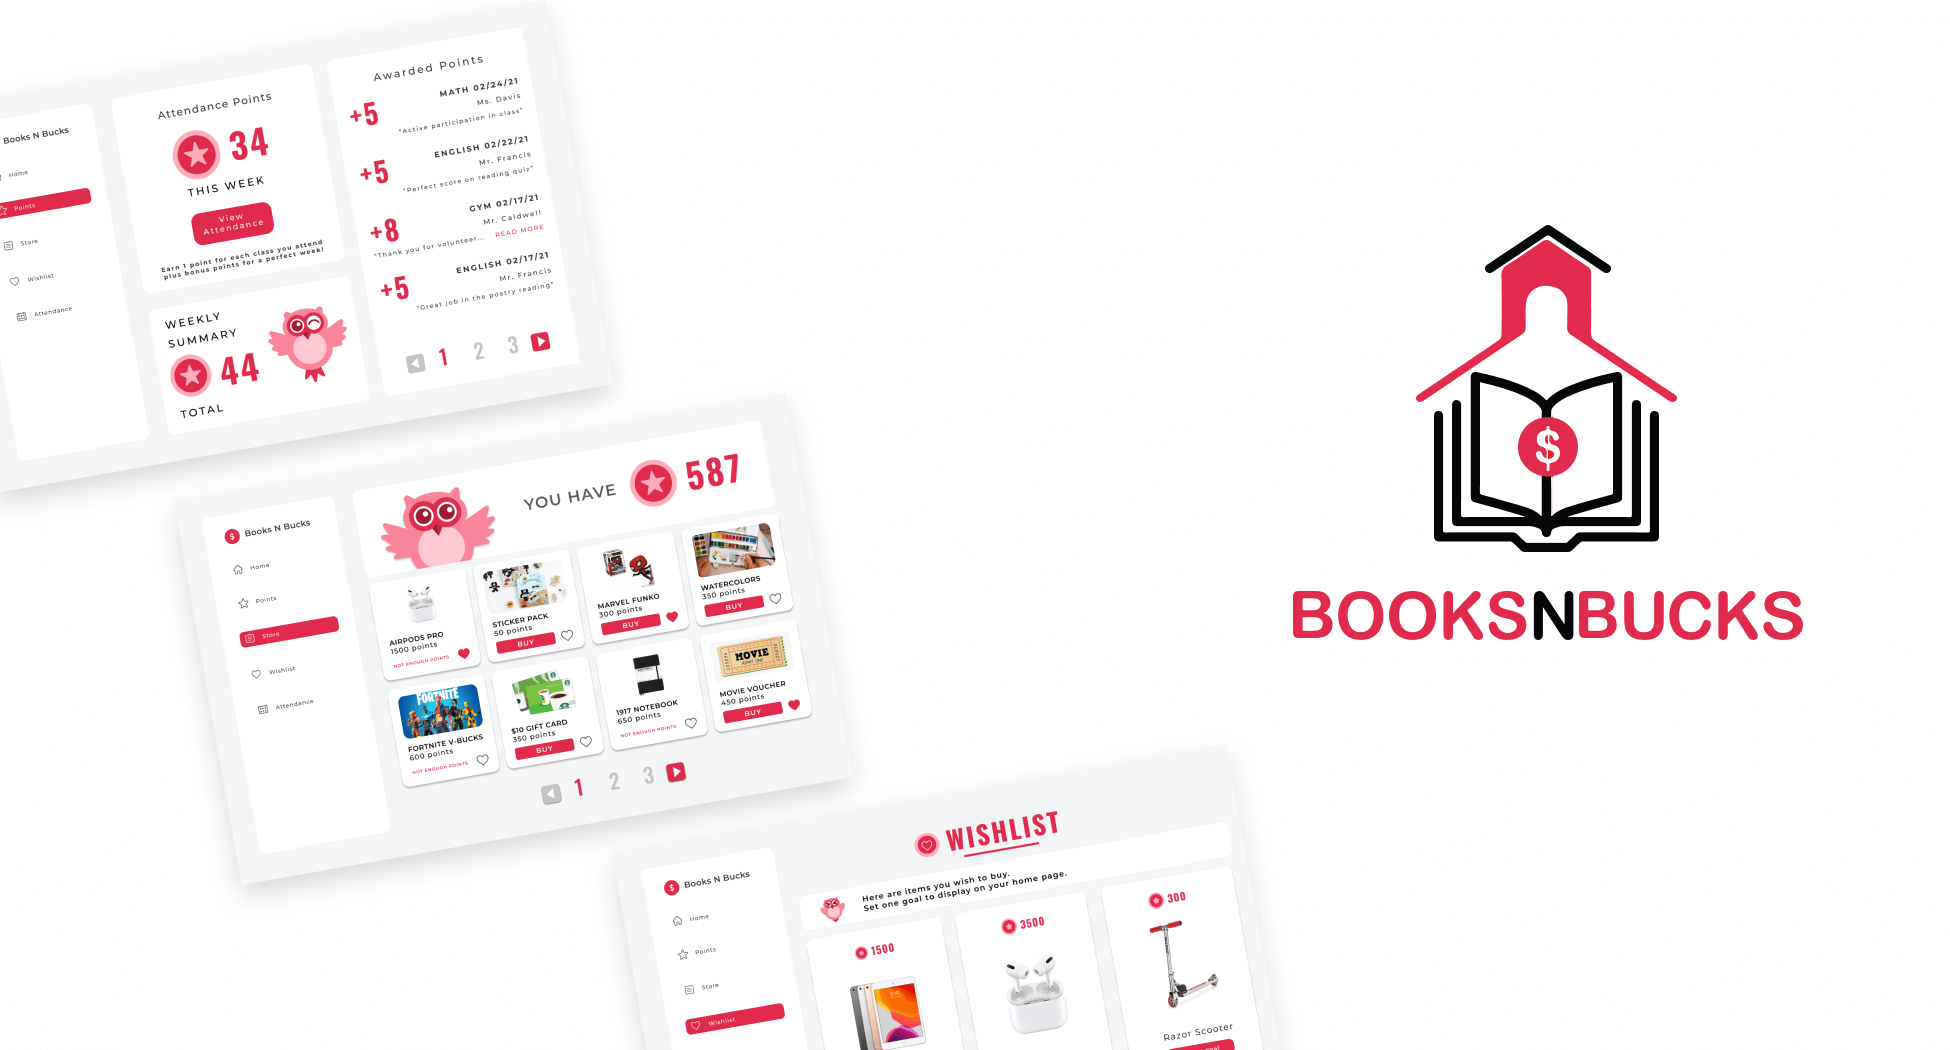 Books N Bucks
Home
Points
Store
Wishlist
Attendance
Attendance Points
34
THIS WEEK
View
Attendance
Earn 1 point for each class you attend
plus bonus points for a perfect week!
WEEKLY
SUMMARY
44
TOTAL
Awarded Points
+5
MATH 02/24/21
Ms. Davis
"Active participation in class"
+5
ENGLISH 02/22/21
Mr. Francis
"Perfect score on reading quiz"
+8
GYM 02/17/21
Mr. Caldwell
"Thank you for volunteer... READ MORE
+5
ENGLISH 02/17/21
Mr. Francis
"Great job in the poetry reading"
1 2 3
$ Books N Bucks
Home
Points
Store
Wishlist
Attendance
YOU HAVE 587
AIRPODS PRO
1500 points
NOT ENOUGH POINTS
STICKER PACK
50 points
BUY
MARVEL FUNKO
300 points
BUY
WATERCOLORS
350 points
BUY
FORTNITE
FORTNITE V-BUCKS
600 points
NOT ENOUGH POINTS
$10 GIFT CARD
350 points
BUY
1917 NOTEBOOK
650 points
NOT ENOUGH POINTS
MOVIE
ADMIT ONE
MOVIE VOUCHER
450 points
BUY
1 2 3
$ Books N Bucks
Home
Points
Store
Wishlist
WISHLIST
Here are items you wish to buy.
Set one goal to display on your home page.
1500
3500
300
Razor Scooter
$
BOOKSNBUCKS